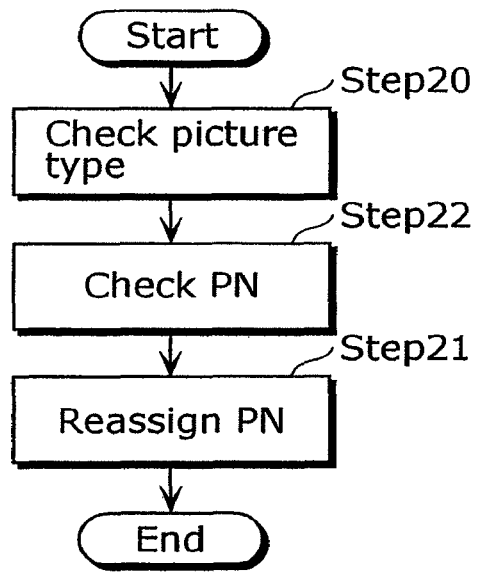 Start
Step20
Check picture
type
Step22
Check PN
Step21
Reassign PN
End